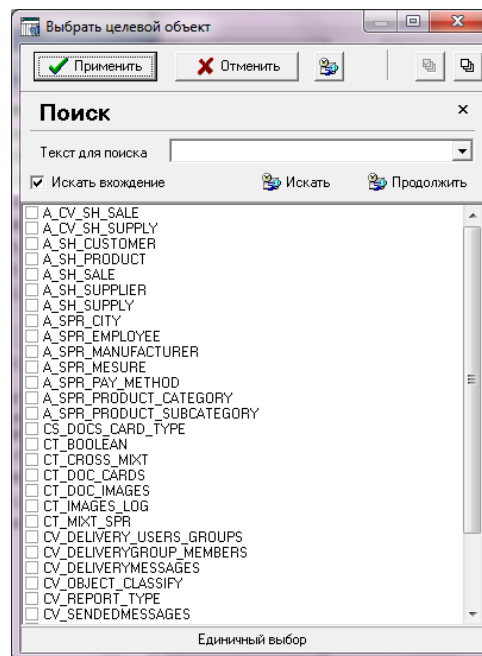 Выбрать целевой объект
Применить Отменить
Поиск
Текст для поиска
Искать вхождение Искать Продолжить
A_CV_SH_SALE
A_CV_SH_SUPPLY
A_SH_CUSTOMER
A_SH_PRODUCT
A_SH_SALE
A_SH_SUPPLIER
A_SH_SUPPLY
A_SPR_CITY
A_SPR_EMPLOYEE
A_SPR_MANUFACTURER
A_SPR_MESURE
A_SPR_PAY_METHOD
A_SPR_PRODUCT_CATEGORY
A_SPR_PRODUCT_SUBCATEGORY
CS_DOCS_CARD_TYPE
CT_BOOLEAN
CT_CROSS_MIXT
CT_DOC_CARDS
CT_DOC_IMAGES
CT_IMAGES_LOG
CT_MIXT_SPR
CV_DELIVERY_USERS_GROUPS
CV_DELIVERYGROUP_MEMBERS
CV_DELIVERYMESSAGES
CV_OBJECT_CLASSIFY
CV_REPORT_TYPE
CV_SENDEDMESSAGES
Единичный выбор